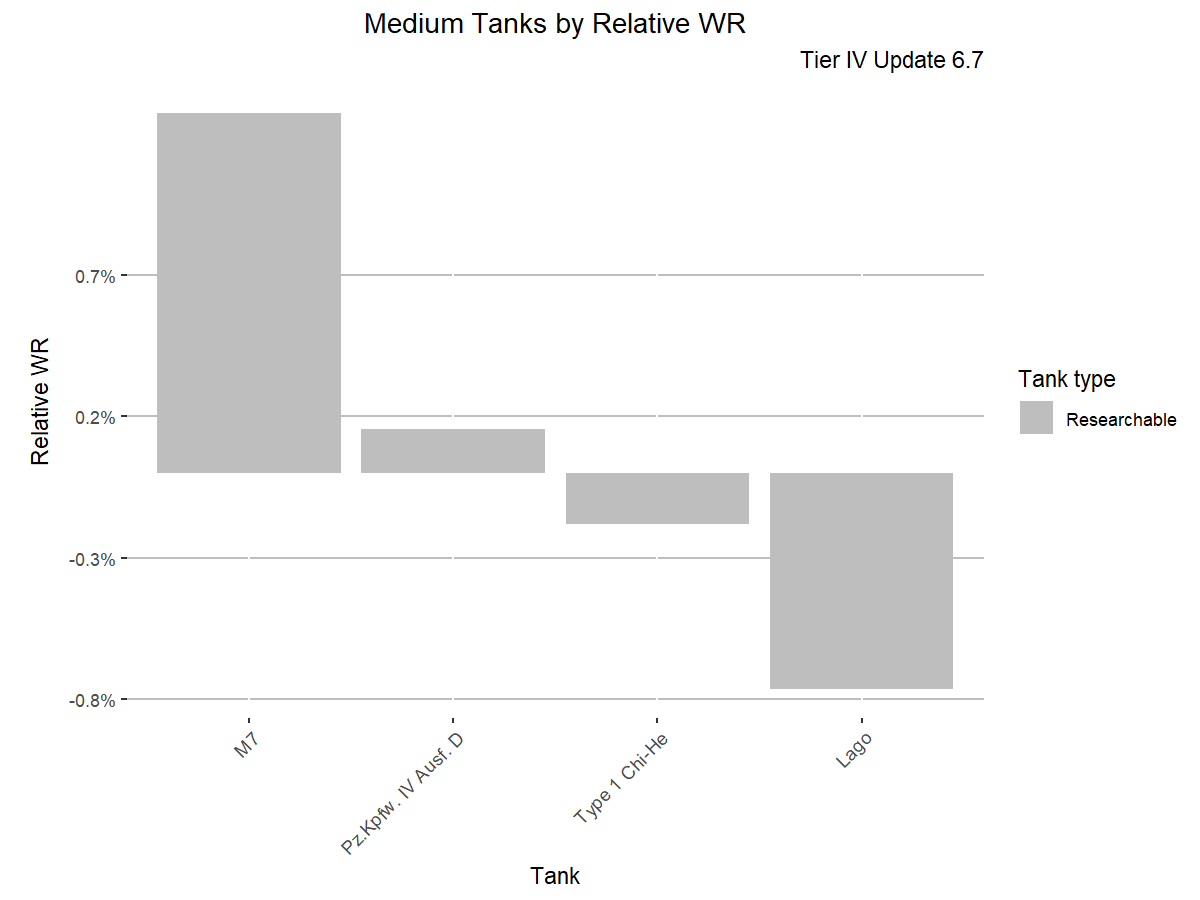 Medium Tanks by Relative WR
Tier IV Update 6.7
0.7%
0.2%
-0.3%
-0.8%
Relative WR
M7
Pz.Kpfw. IV Ausf. D
Type 1 Chi-He
Lago
Tank
Tank type
Researchable